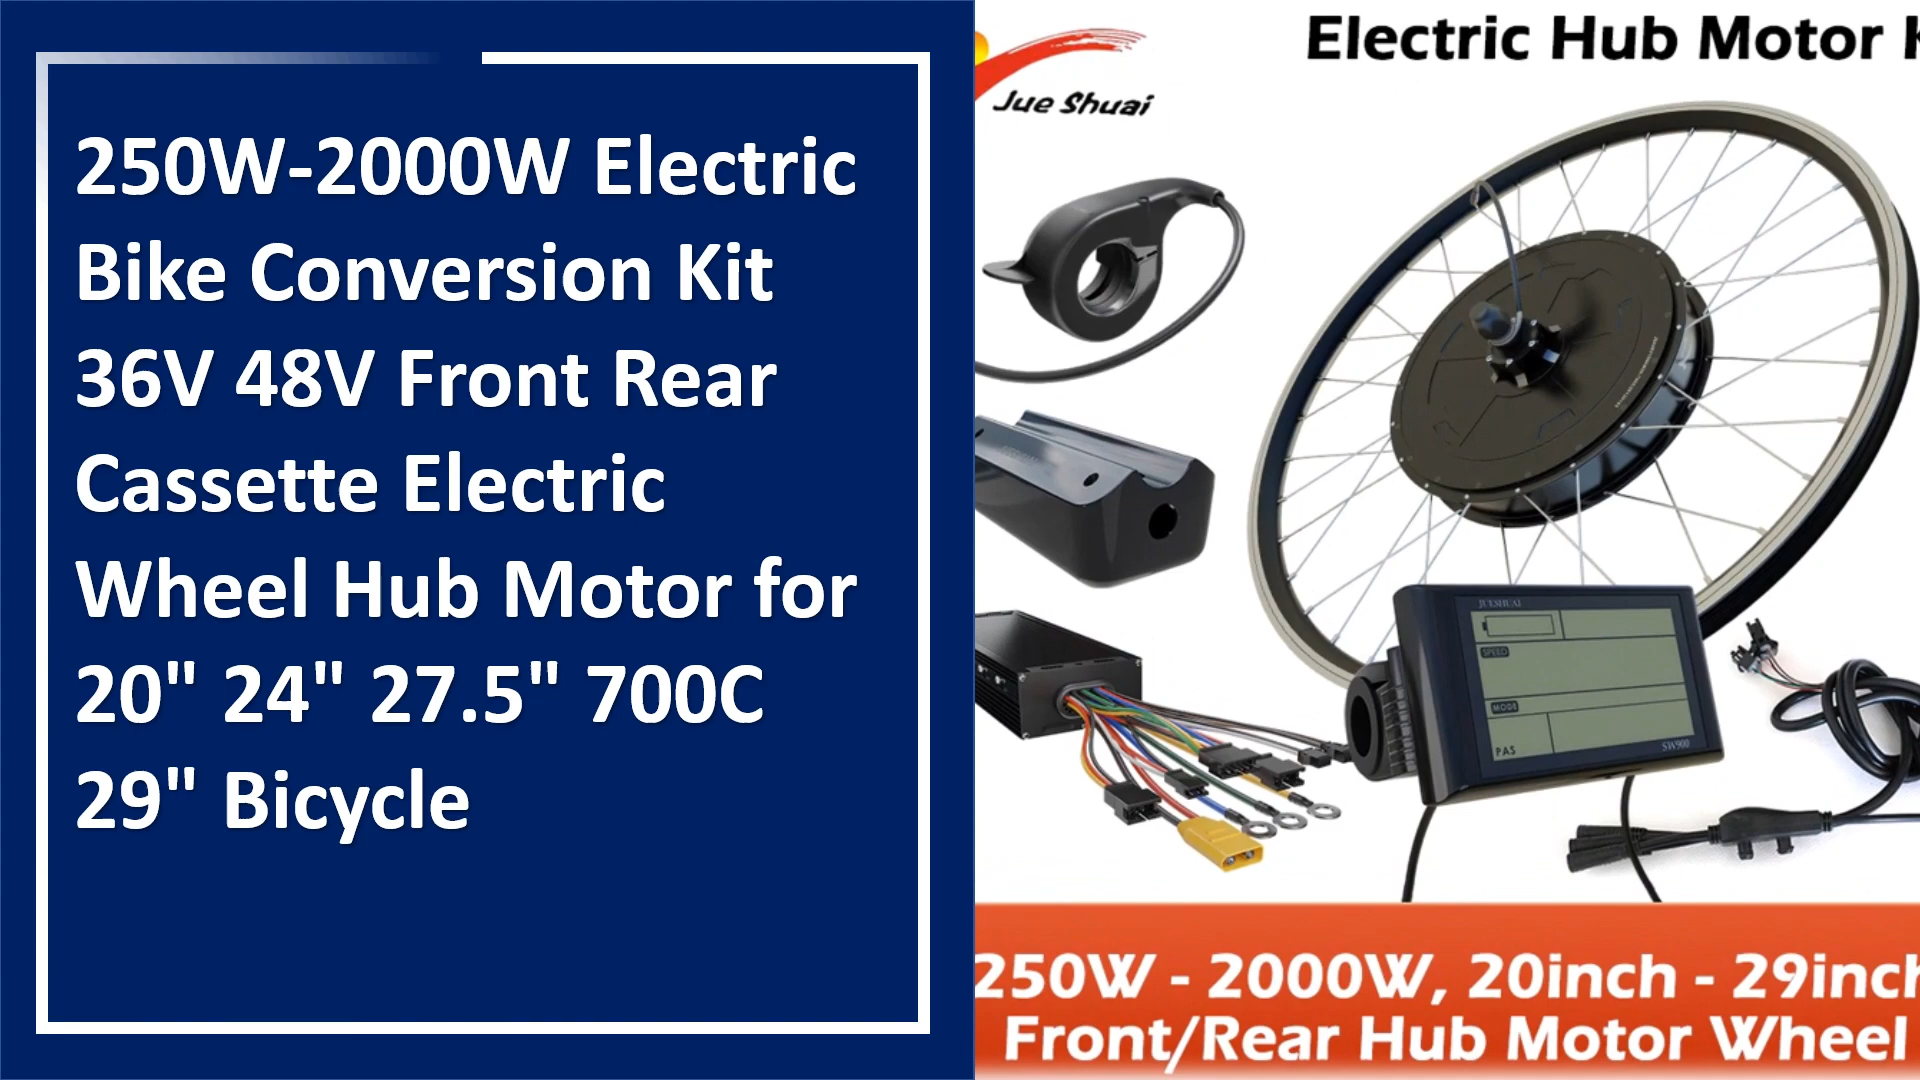 250W-2000W Electric
Bike Conversion Kit
36V 48V Front Rear
Cassette Electric
Wheel Hub Motor for
20" 24" 27.5" 700C
29" Bicycle
Electric Hub Motor
Jue Shuai
JUESHUAI
SPEED
MODE
PAS
SW900
250W - 2000W, 20inch - 29inch
Front/Rear Hub Motor Wheel